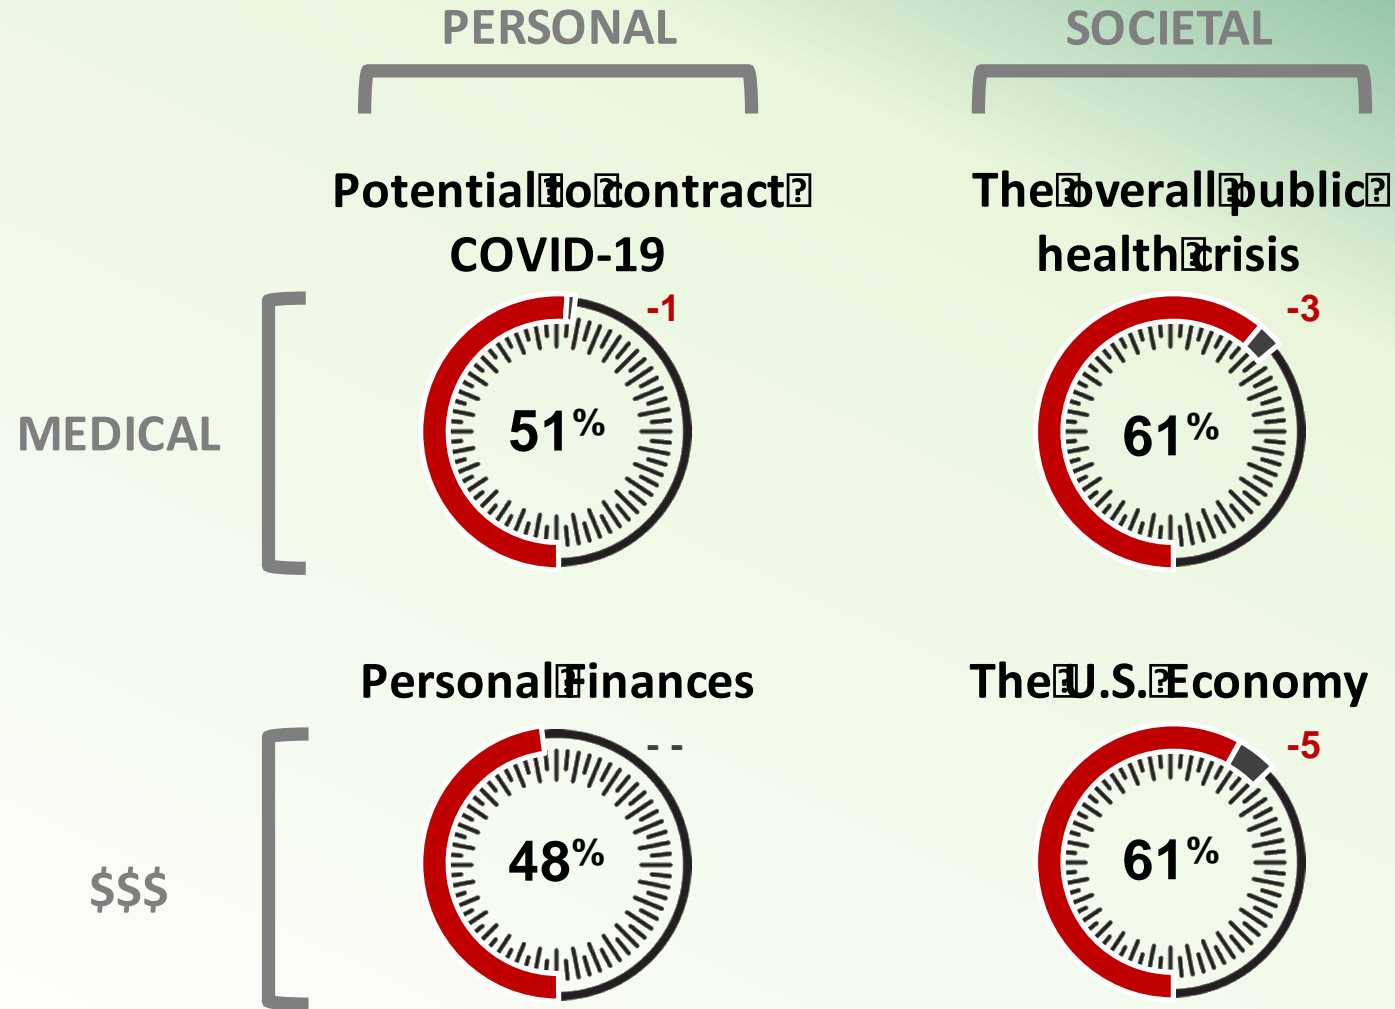 PERSONAL
SOCIETAL
Potential to contract
COVID-19
The overall public
health crisis
-1
-3
MEDICAL
51%
61%
Personal Finances
The U.S. Economy
- -
-5
$$$
48%
61%